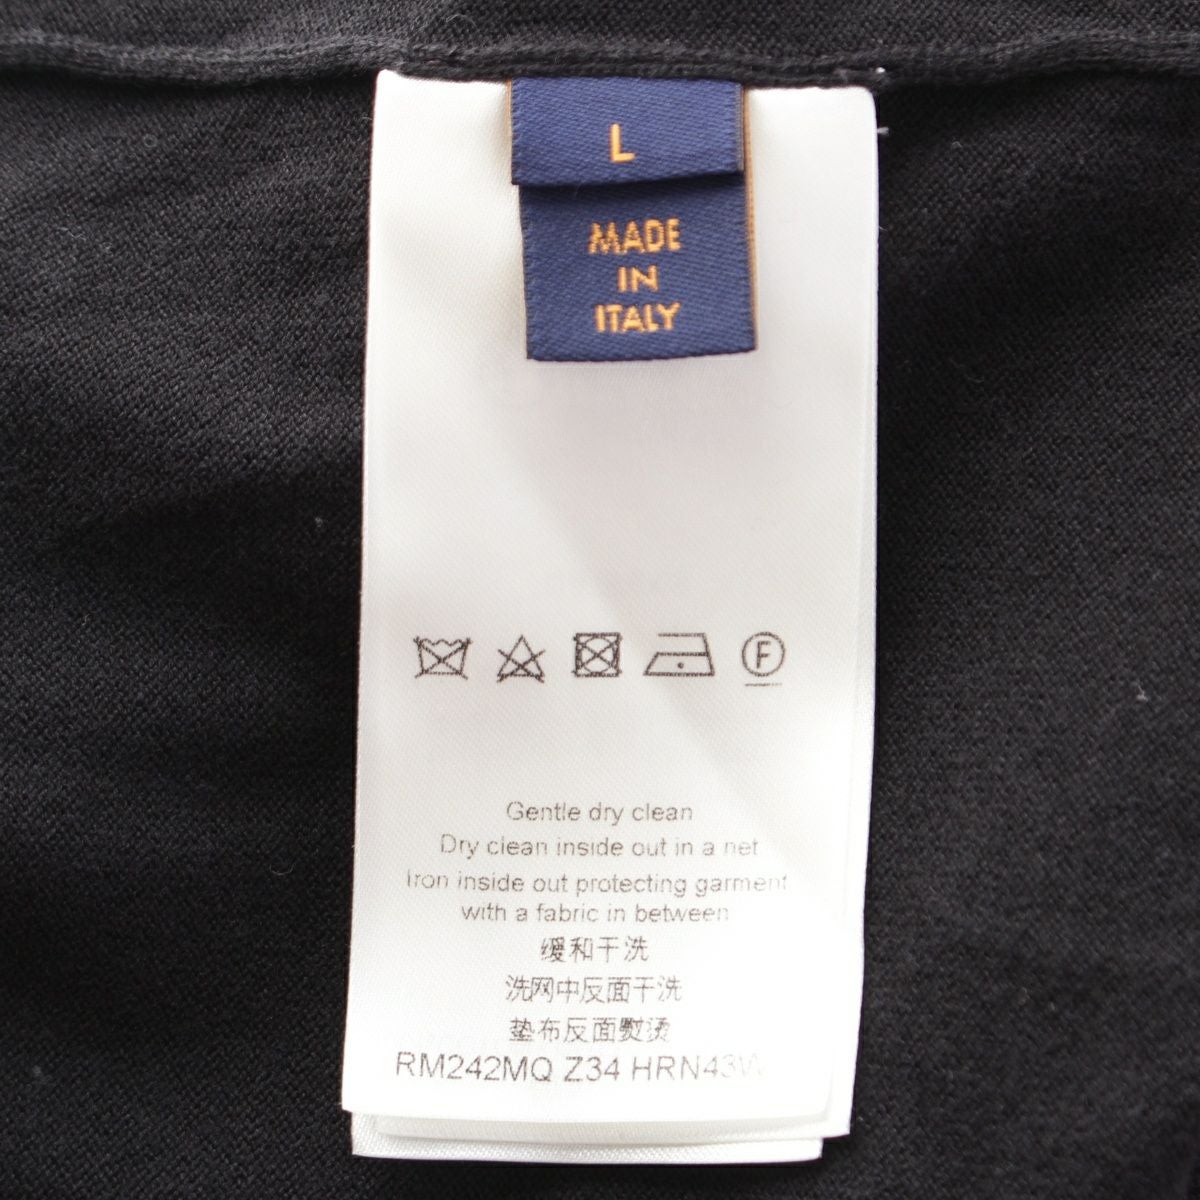 L
MADE
IN
ITALY
F
Gentle dry clean
Dry clean inside out in a net
Iron inside out protecting garment
with a fabric in between
缓和干洗
洗网中反面干洗
垫布反面熨烫
RM242MQ Z34 HRN43W